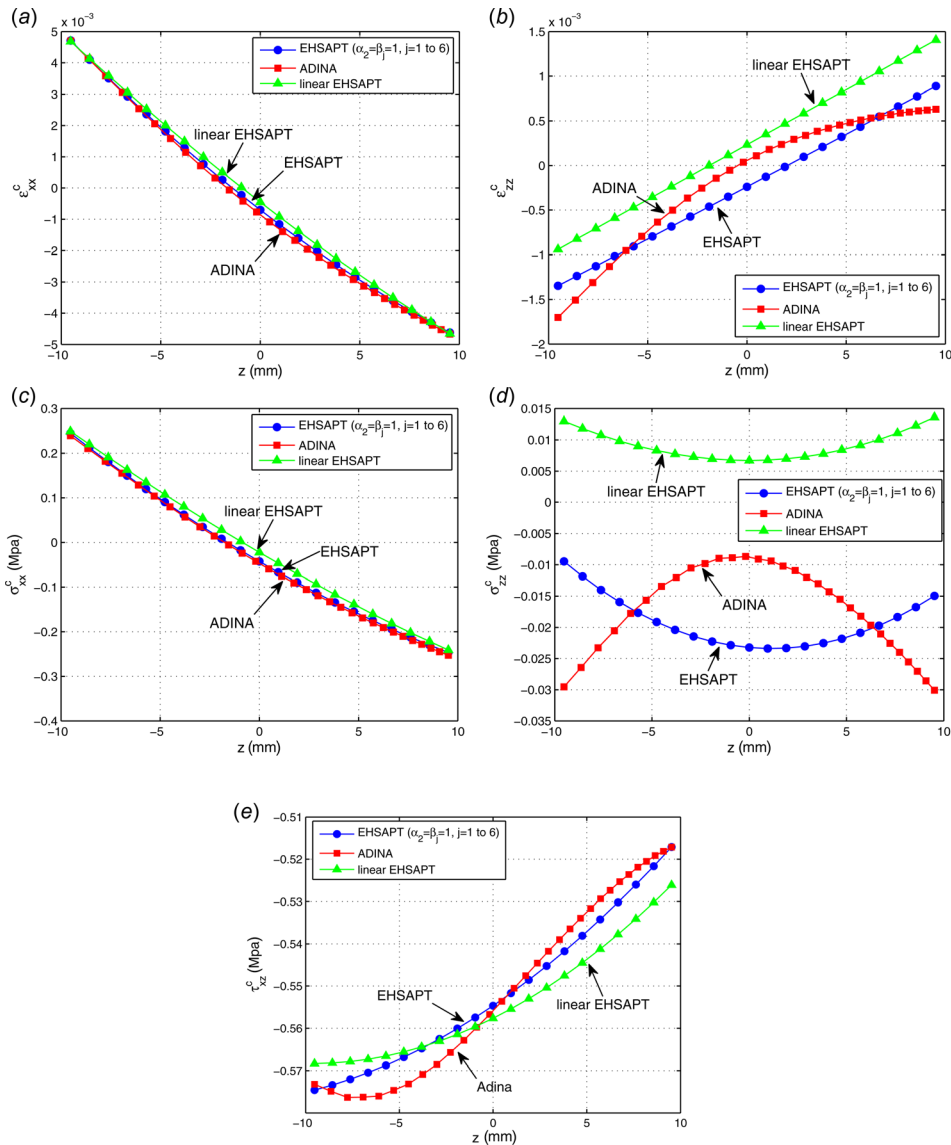 (a)
x 10⁻³
5
4
3
2
1
0
−1
−2
−3
−4
−5
−10 −5 0 5 10
ε^c_xx
z (mm)
EHSAPT (α₂=βⱼ=1, j=1 to 6)
ADINA
linear EHSAPT
linear EHSAPT
EHSAPT
ADINA
(b)
x 10⁻³
1.5
1
0.5
0
−0.5
−1
−1.5
−2
−10 −5 0 5 10
ε^c_zz
z (mm)
linear EHSAPT
ADINA
EHSAPT
EHSAPT (α₂=βⱼ=1, j=1 to 6)
ADINA
linear EHSAPT
(c)
0.3
0.2
0.1
0
−0.1
−0.2
−0.3
−0.4
−10 −5 0 5 10
σ^c_xx (Mpa)
z (mm)
EHSAPT (α₂=βⱼ=1, j=1 to 6)
ADINA
linear EHSAPT
linear EHSAPT
EHSAPT
ADINA
(d)
0.015
0.01
0.005
0
−0.005
−0.01
−0.015
−0.02
−0.025
−0.03
−0.035
−10 −5 0 5 10
σ^c_zz (Mpa)
z (mm)
linear EHSAPT
EHSAPT (α₂=βⱼ=1, j=1 to 6)
ADINA
linear EHSAPT
ADINA
EHSAPT
(e)
−0.51
−0.52
−0.53
−0.54
−0.55
−0.56
−0.57
−10 −5 0 5 10
τ^c_xz (Mpa)
z (mm)
EHSAPT (α₂=βⱼ=1, j=1 to 6)
ADINA
linear EHSAPT
EHSAPT
linear EHSAPT
Adina